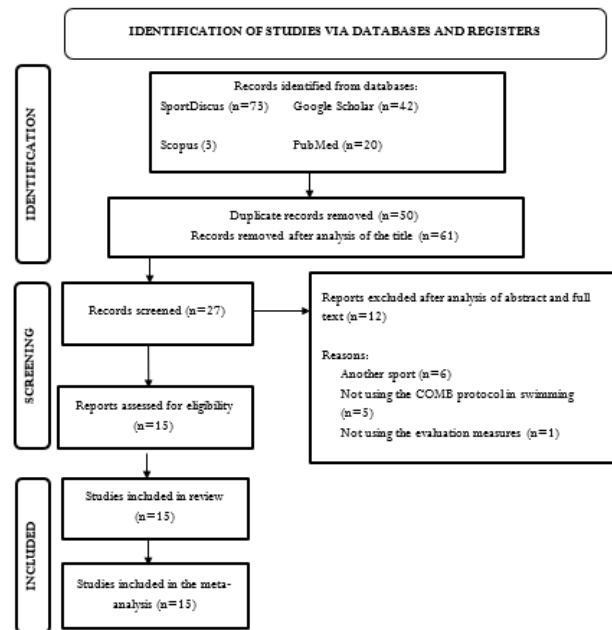 IDENTIFICATION OF STUDIES VIA DATABASES AND REGISTERS
IDENTIFICATION
Records identified from databases:
SportDiscus (n=73) Google Scholar (n=42)
Scopus (3) PubMed (n=20)
Duplicate records removed (n=50)
Records removed after analysis of the title (n=61)
SCREENING
Records screened (n=27)
Reports excluded after analysis of abstract and full
text (n=12)
Reasons:
Another sport (n=6)
Not using the COMB protocol in swimming
(n=5)
Not using the evaluation measures (n=1)
Reports assessed for eligibility
(n=15)
INCLUDED
Studies included in review
(n=15)
Studies included in the meta-
analysis (n=15)